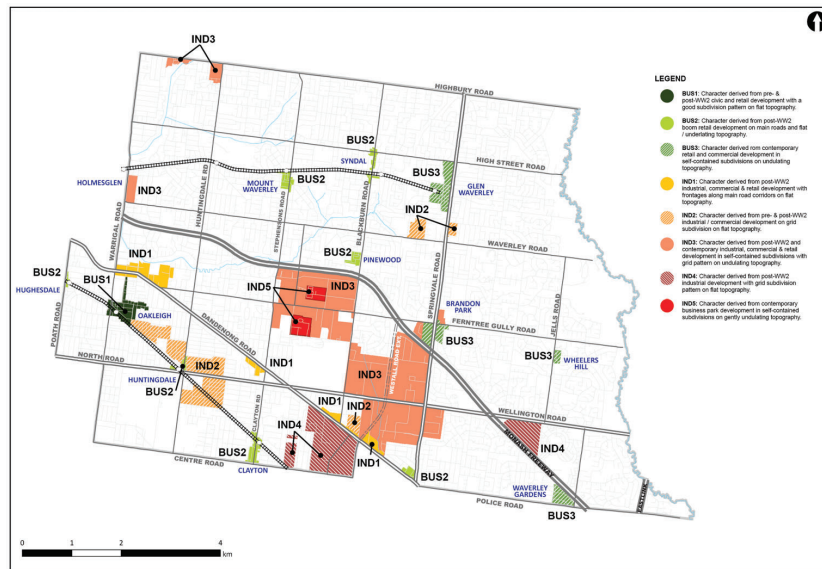 IND3
HIGHBURY ROAD
BUS2
SYNDAL
BUS3
HIGH STREET ROAD
HOLMESGLEN
HUNTINGDALE RD
MOUNT
WAVERLEY
BUS2
STEPHENSONS ROAD
BLACKBURN ROAD
GLEN
WAVERLEY
IND3
IND2
WARRIGAL ROAD
WAVERLEY ROAD
BUS2
PINEWOOD
SPRINGVALE ROAD
JELLS ROAD
IND1
BUS2
BUS1
HUGHESDALE
OAKLEIGH
POATH ROAD
DANDENONG ROAD
IND5
IND3
BRANDON
PARK
FERNTREE GULLY ROAD
BUS3
BUS3
WHEELERS
HILL
NORTH ROAD
IND1
IND3
WESTALL ROAD EXT.
HUNTINGDALE
IND2
BUS2
CLAYTON RD
IND1
IND2
IND4
WELLINGTON ROAD
MONASH FREEWAY
IND4
BUS2
CENTRE ROAD
CLAYTON
IND1
BUS2
POLICE ROAD
WAVERLEY
GARDENS
BUS3
EASTLINK
0 2 4
km
LEGEND
BUS1: Character derived from pre- &
post-WW2 civic and retail development with a
good subdivision pattern on flat topography.
BUS2: Character derived from post-WW2
boom retail development on main roads and flat
/ underlating topography.
BUS3: Character derived rom contemporary
retail and commercial development in
self-contained subdivisions on undulating
topography.
IND1: Character derived from post-WW2
industrial, commercial & retail development with
frontages along main road corridors on flat
topography.
IND2: Character derived from pre- & post-WW2
industrial / commercial development on grid
subdivision on flat topography.
IND3: Character derived from post-WW2 and
contemporary industrial, commercial & retail
development in self-contained subdivisions with
grid pattern on undulating topography.
IND4: Character derived from post-WW2
industrial development with grid subdivision
pattern on flat topography.
IND5: Character derived from contemporary
business park development in self-contained
subdivisions on gently undulating topography.